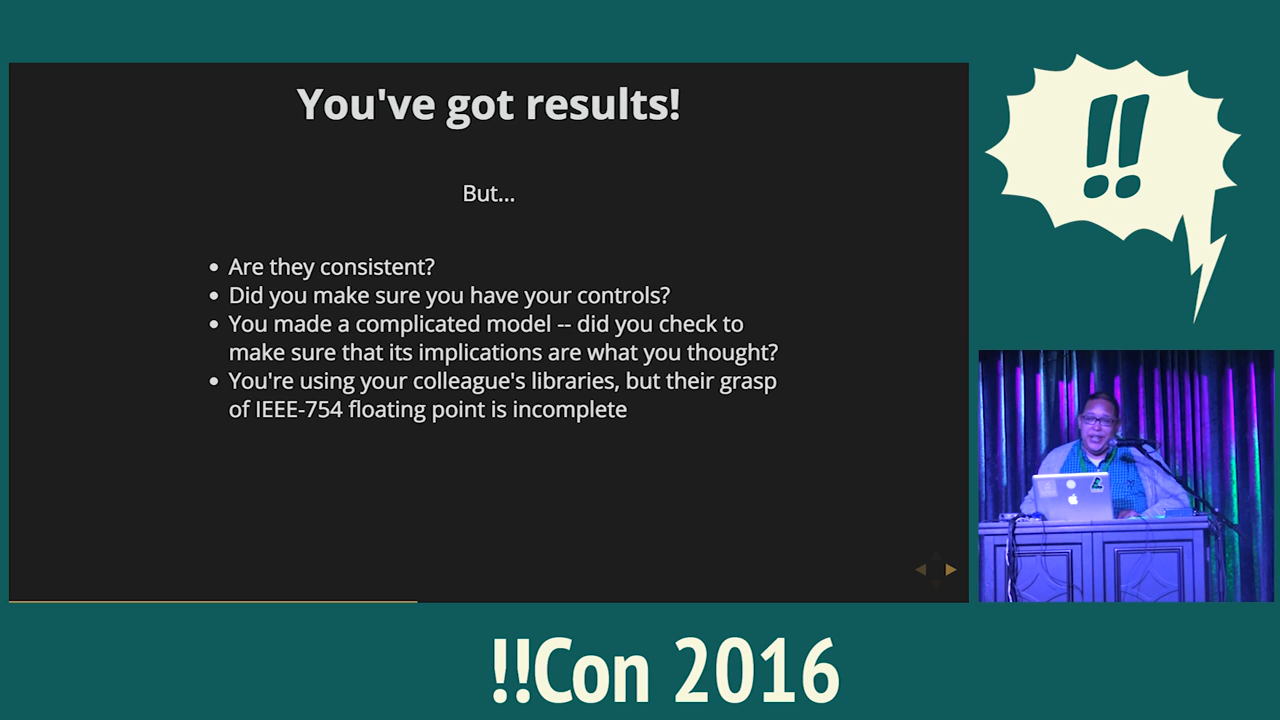 You've got results!
But...
Are they consistent?
Did you make sure you have your controls?
You made a complicated model -- did you check to
make sure that its implications are what you thought?
You're using your colleague's libraries, but their grasp
of IEEE-754 floating point is incomplete
!!
!!Con 2016